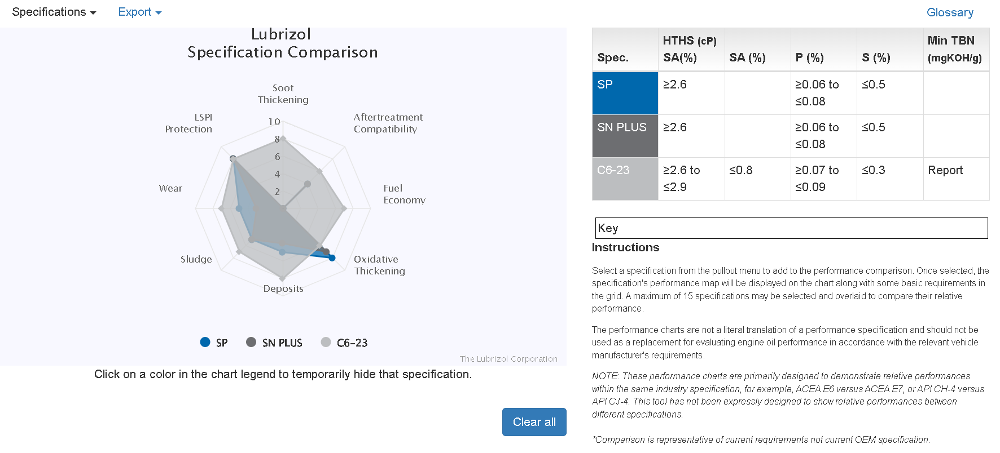 Specifications
Export
Glossary
Lubrizol
Specification Comparison
Soot
Thickening
LSPI
Protection
Aftertreatment
Compatibility
10
8
6
4
2
Wear
Fuel
Economy
Sludge
Oxidative
Thickening
Deposits
SP
SN PLUS
C6-23
The Lubrizol Corporation
Click on a color in the chart legend to temporarily hide that specification.
Clear all
HTHS (cP)
Min TBN
Spec.
SA(%)
SA (%)
P (%)
S (%)
(mgKOH/g)
SP
≥2.6
≥0.06 to
≤0.5
≤0.08
SN PLUS
≥2.6
≥0.06 to
≤0.5
≤0.08
C6-23
≥2.6 to
≤0.8
≥0.07 to
≤0.3
Report
≤2.9
≤0.09
Key
Instructions
Select a specification from the pullout menu to add to the performance comparison. Once selected, the
specification's performance map will be displayed on the chart along with some basic requirements in
the grid. A maximum of 15 specifications may be selected and overlaid to compare their relative
performance.
The performance charts are not a literal translation of a performance specification and should not be
used as a replacement for evaluating engine oil performance in accordance with the relevant vehicle
manufacturer's requirements.
NOTE: These performance charts are primarily designed to demonstrate relative performances
within the same industry specification, for example, ACEA E6 versus ACEA E7, or API CH-4 versus
API CJ-4. This tool has not been expressly designed to show relative performances between
different specifications.
*Comparison is representative of current requirements not current OEM specification.